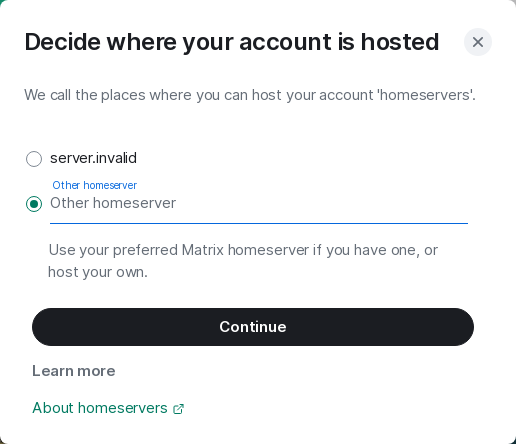 Decide where your account is hosted
We call the places where you can host your account 'homeservers'.
server.invalid
Other homeserver
Other homeserver
Use your preferred Matrix homeserver if you have one, or
host your own.
Continue
Learn more
About homeservers